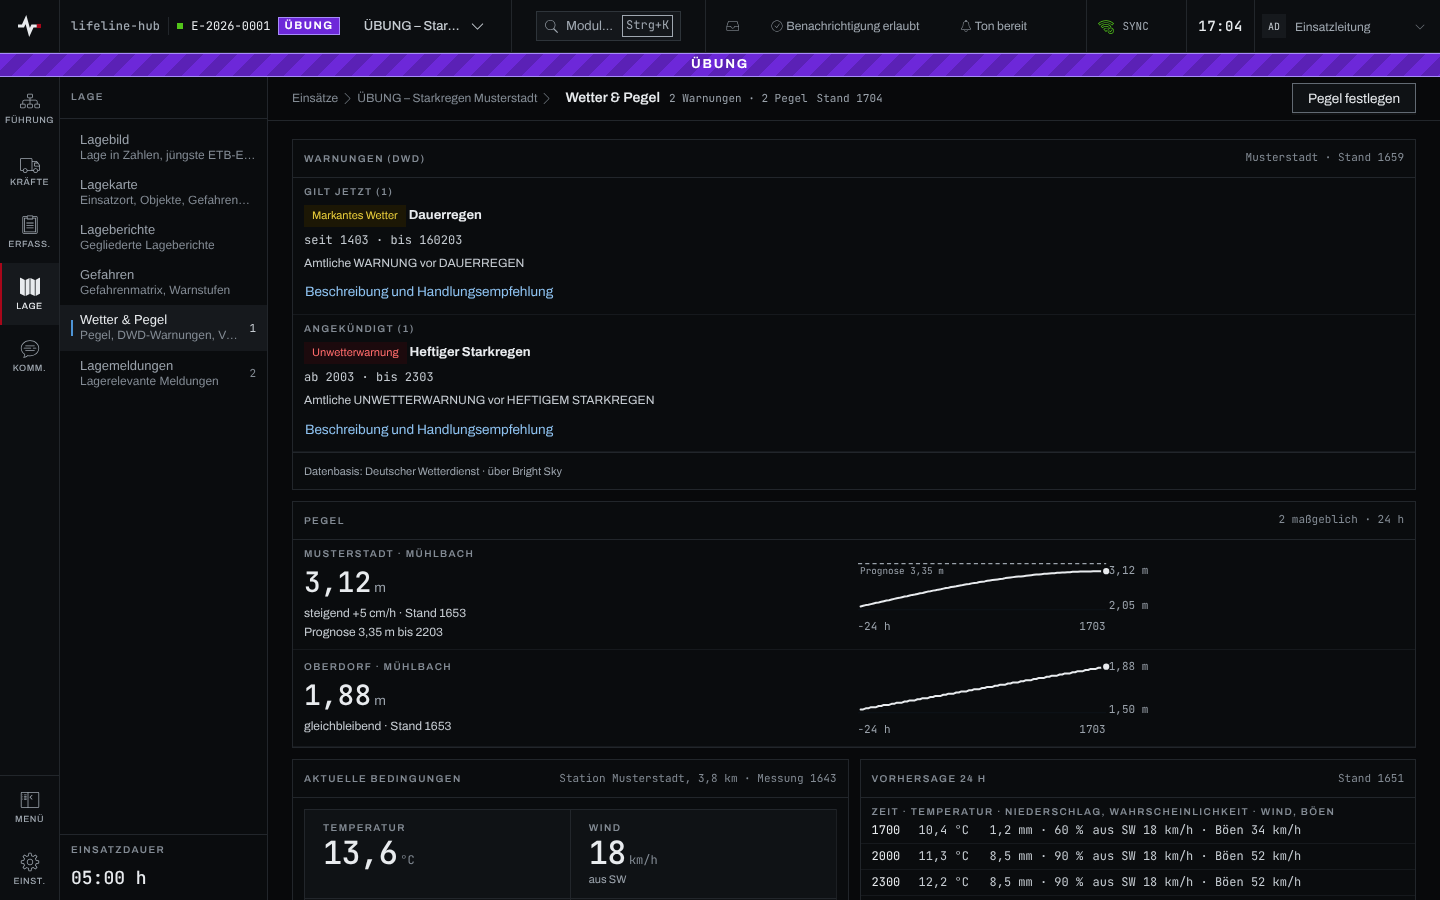 lifeline-hub E-2026-0001 ÜBUNG ÜBUNG – Star… Modul… Strg+K Benachrichtigung erlaubt Ton bereit SYNC 17:04 AD Einsatzleitung
ÜBUNG
FÜHRUNG
KRÄFTE
ERFASS.
LAGE
KOMM.
MENÜ
EINST.
LAGE
Lagebild
Lage in Zahlen, jüngste ETB-E…
Lagekarte
Einsatzort, Objekte, Gefahren…
Lageberichte
Gegliederte Lageberichte
Gefahren
Gefahrenmatrix, Warnstufen
Wetter & Pegel
Pegel, DWD-Warnungen, V… 1
Lagemeldungen
Lagerelevante Meldungen 2
EINSATZDAUER
05:00 h
Einsätze ÜBUNG – Starkregen Musterstadt Wetter & Pegel 2 Warnungen · 2 Pegel Stand 1704 Pegel festlegen
WARNUNGEN (DWD) Musterstadt · Stand 1659
GILT JETZT (1)
Markantes Wetter Dauerregen
seit 1403 · bis 160203
Amtliche WARNUNG vor DAUERREGEN
Beschreibung und Handlungsempfehlung
ANGEKÜNDIGT (1)
Unwetterwarnung Heftiger Starkregen
ab 2003 · bis 2303
Amtliche UNWETTERWARNUNG vor HEFTIGEM STARKREGEN
Beschreibung und Handlungsempfehlung
Datenbasis: Deutscher Wetterdienst · über Bright Sky
PEGEL 2 maßgeblich · 24 h
MUSTERSTADT · MÜHLBACH
3,12 m
steigend +5 cm/h · Stand 1653
Prognose 3,35 m bis 2203
Prognose 3,35 m
3,12 m
2,05 m
-24 h 1703
OBERDORF · MÜHLBACH
1,88 m
gleichbleibend · Stand 1653
1,88 m
1,50 m
-24 h 1703
AKTUELLE BEDINGUNGEN Station Musterstadt, 3,8 km · Messung 1643
TEMPERATUR
13,6 °C
WIND
18 km/h
aus SW
VORHERSAGE 24 H Stand 1651
ZEIT · TEMPERATUR · NIEDERSCHLAG, WAHRSCHEINLICHKEIT · WIND, BÖEN
1700 10,4 °C 1,2 mm · 60 % aus SW 18 km/h · Böen 34 km/h
2000 11,3 °C 8,5 mm · 90 % aus SW 18 km/h · Böen 52 km/h
2300 12,2 °C 8,5 mm · 90 % aus SW 18 km/h · Böen 52 km/h